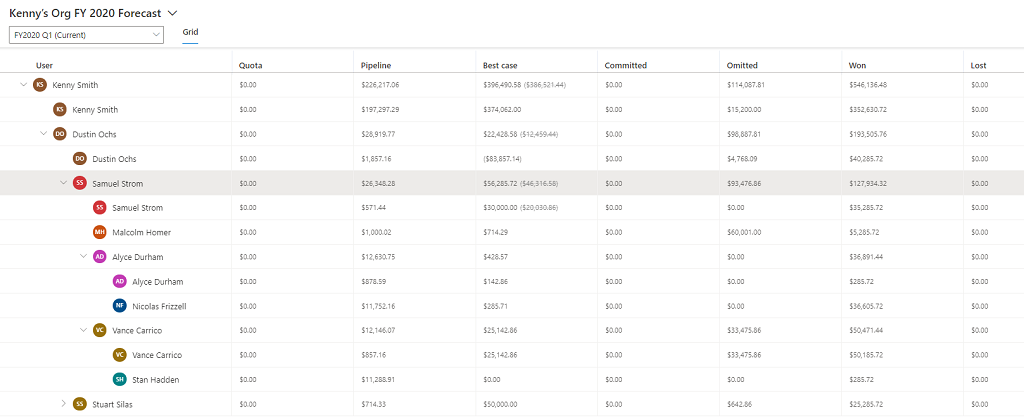 Kenny's Org FY 2020 Forecast
FY2020 Q1 (Current)
Grid
User Quota Pipeline Best case Committed Omitted Won Lost
KS Kenny Smith $0.00 $226,217.06 $396,490.58 ($386,521.44) $0.00 $114,087.81 $546,136.48 $0.00
KS Kenny Smith $0.00 $197,297.29 $374,062.00 $0.00 $15,200.00 $352,630.72 $0.00
DO Dustin Ochs $0.00 $28,919.77 $22,428.58 ($12,459.44) $0.00 $98,887.81 $193,505.76 $0.00
DO Dustin Ochs $0.00 $1,857.16 ($83,857.14) $0.00 $4,768.09 $40,285.72 $0.00
SS Samuel Strom $0.00 $26,348.28 $56,285.72 ($46,316.58) $0.00 $93,476.86 $127,934.32 $0.00
SS Samuel Strom $0.00 $571.44 $30,000.00 ($20,030.86) $0.00 $0.00 $35,285.72 $0.00
MH Malcolm Homer $0.00 $1,000.02 $714.29 $0.00 $60,001.00 $5,285.72 $0.00
AD Alyce Durham $0.00 $12,630.75 $428.57 $0.00 $0.00 $36,891.44 $0.00
AD Alyce Durham $0.00 $878.59 $142.86 $0.00 $0.00 $285.72 $0.00
NF Nicolas Frizzell $0.00 $11,752.16 $285.71 $0.00 $0.00 $36,605.72 $0.00
VC Vance Carrico $0.00 $12,146.07 $25,142.86 $0.00 $33,475.86 $50,471.44 $0.00
VC Vance Carrico $0.00 $857.16 $25,142.86 $0.00 $33,475.86 $50,185.72 $0.00
SH Stan Hadden $0.00 $11,288.91 $0.00 $0.00 $0.00 $285.72 $0.00
SS Stuart Silas $0.00 $714.33 $50,000.00 $0.00 $642.86 $25,285.72 $0.00